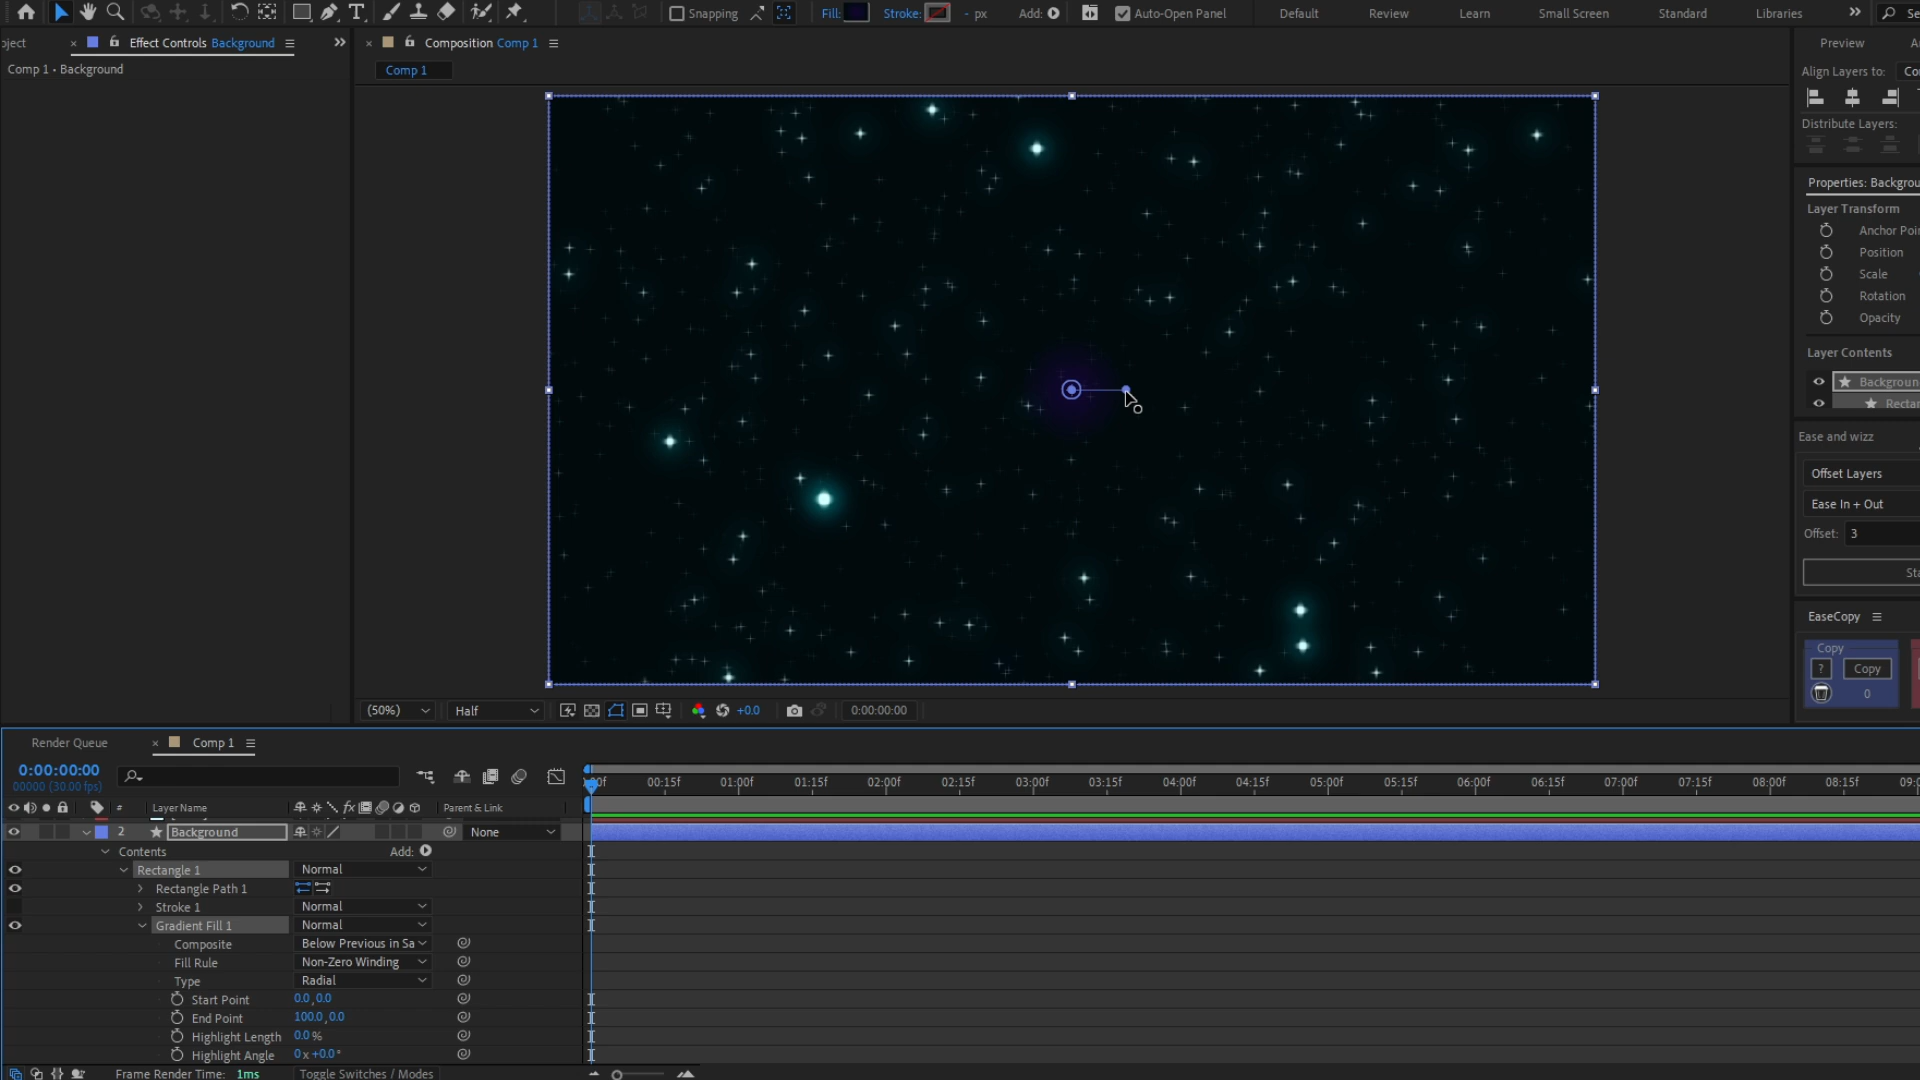 Snapping
Fill:
Stroke:
- px
Add:
Auto-Open Panel
Default
Review
Learn
Small Screen
Standard
Libraries
Se
oject
Effect Controls Background
Composition Comp 1
Preview
Comp 1 • Background
Comp 1
Align Layers to:
Distribute Layers:
Properties: Backgrou
Layer Transform
Anchor Poi
Position
Scale
Rotation
Opacity
Layer Contents
Backgroun
Rectan
Ease and wizz
Offset Layers
Ease In + Out
Offset: 3
Sta
EaseCopy
Copy
? Copy
0
(50%)
Half
+0.0
0:00:00:00
Render Queue
Comp 1
0:00:00:00
00000 (30.00 fps)
:00f 00:15f 01:00f 01:15f 02:00f 02:15f 03:00f 03:15f 04:00f 04:15f 05:00f 05:15f 06:00f 06:15f 07:00f 07:15f 08:00f 08:15f 09:0
# Layer Name fx Parent & Link
2 Background None
Contents Add:
Rectangle 1 Normal
Rectangle Path 1
Stroke 1 Normal
Gradient Fill 1 Normal
Composite Below Previous in Sa
Fill Rule Non-Zero Winding
Type Radial
Start Point 0.0,0.0
End Point 100.0,0.0
Highlight Length 0.0 %
Highlight Angle 0 x +0.0 °
Frame Render Time: 1ms Toggle Switches / Modes